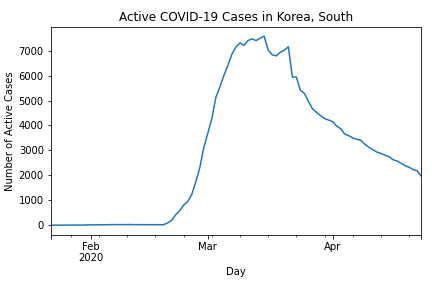 Active COVID-19 Cases in Korea, South
Number of Active Cases
7000
6000
5000
4000
3000
2000
1000
0
Feb
2020
Mar
Apr
Day